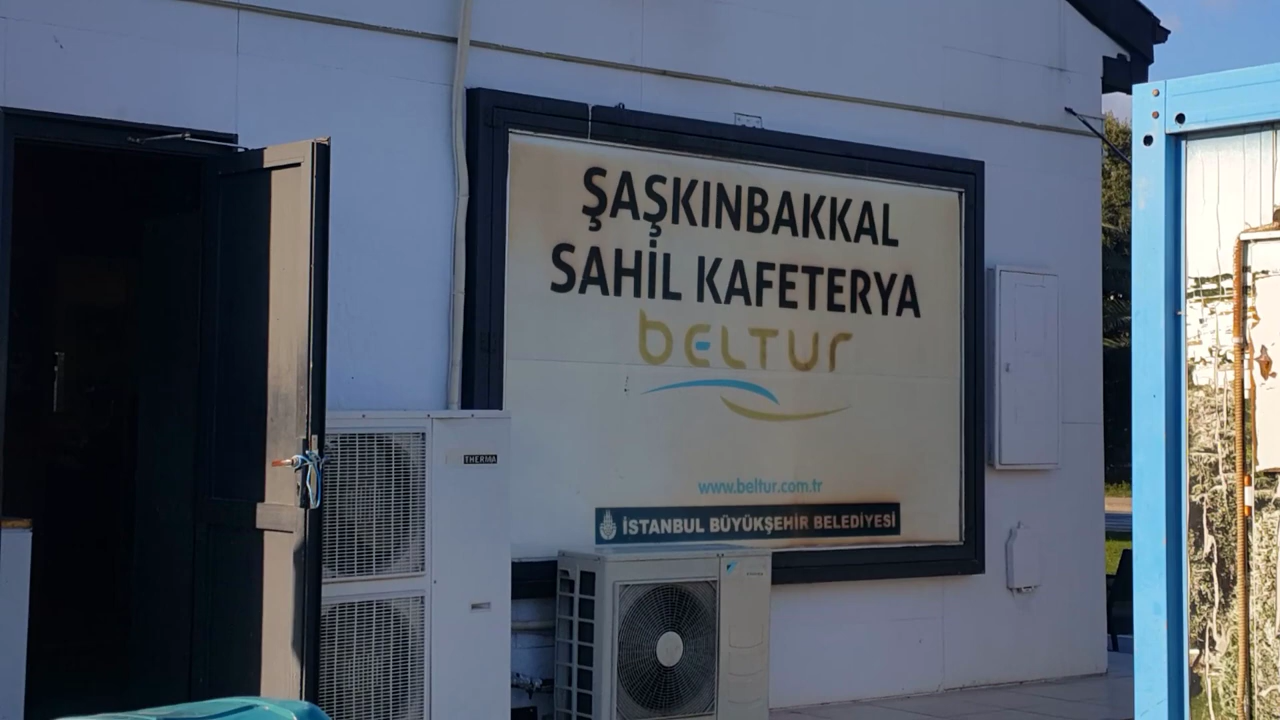 ŞAŞKINBAKKAL
SAHİL KAFETERYA
beLTUr
www.beltur.com.tr
İSTANBUL BÜYÜKŞEHİR BELEDİYESİ
THERMA